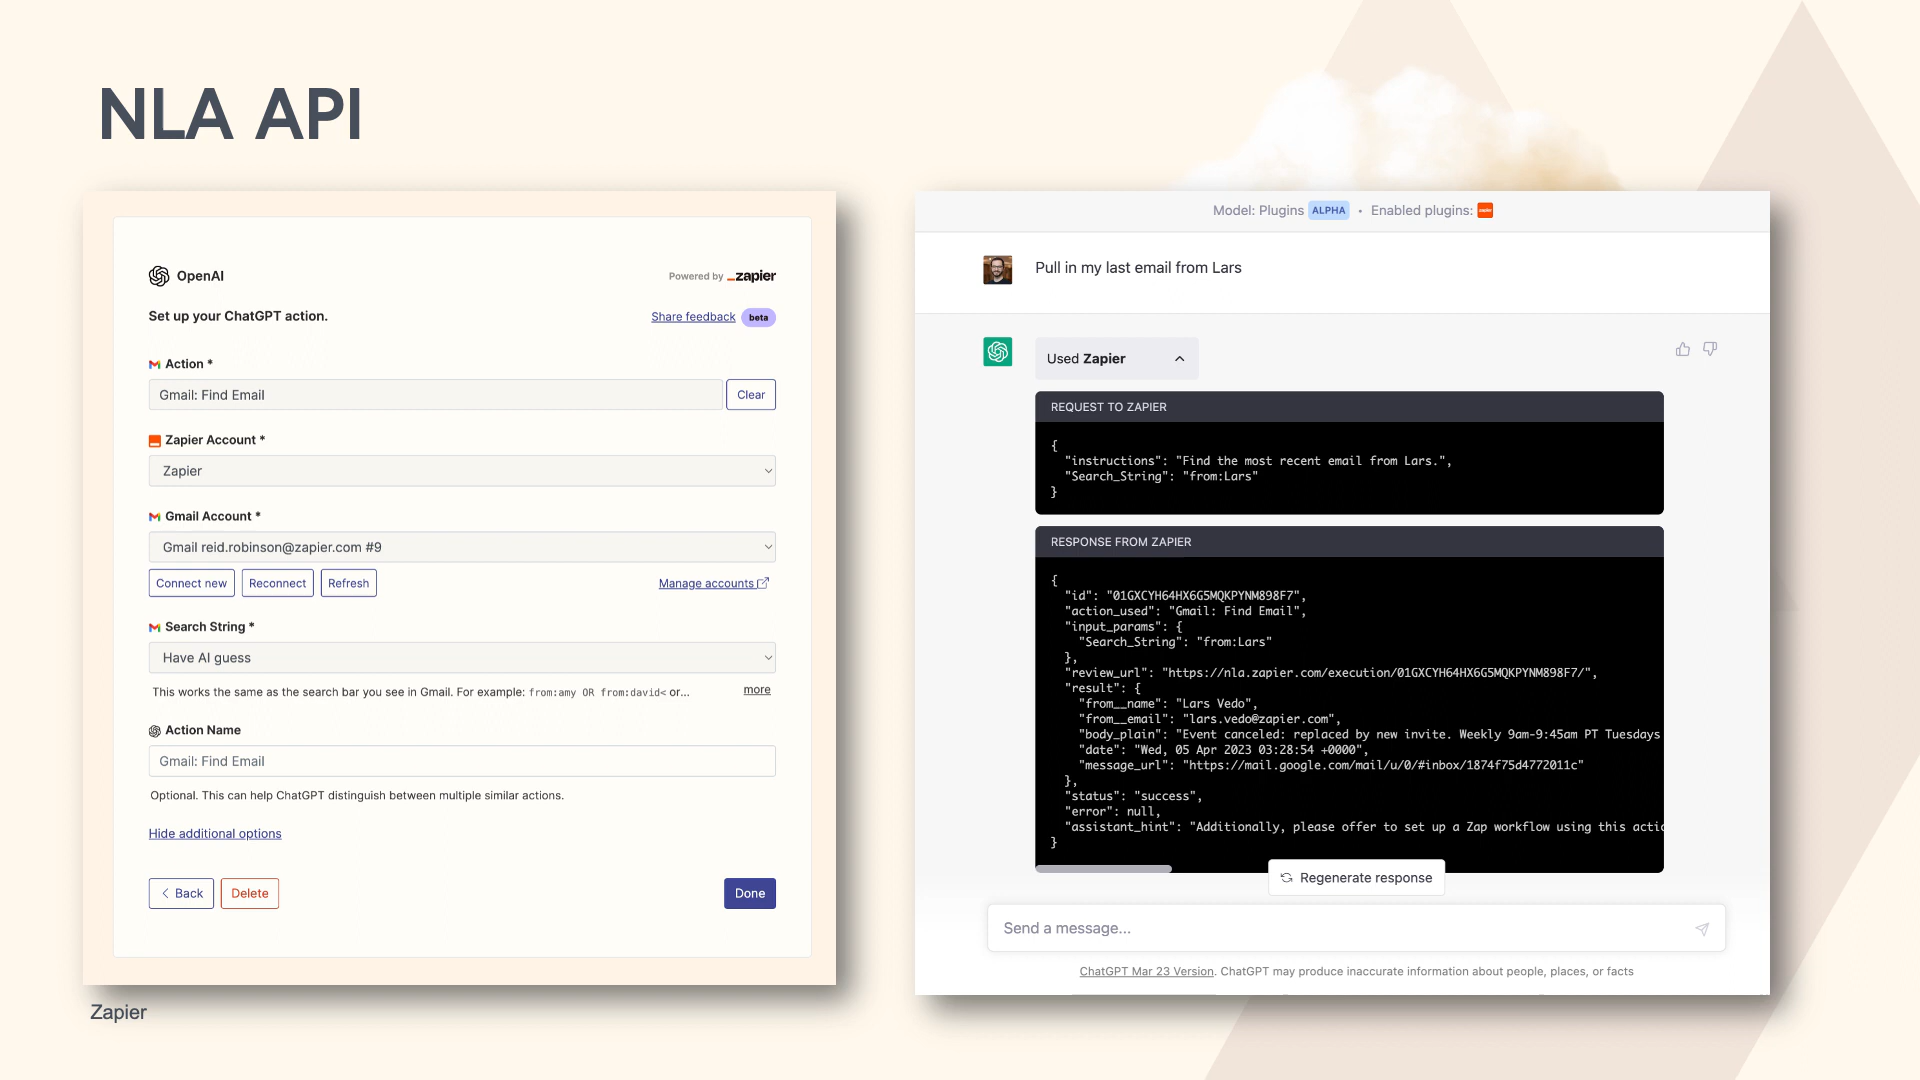 NLA API
OpenAI
Powered by _zapier
Set up your ChatGPT action.
Share feedback beta
Action *
Gmail: Find Email
Clear
Zapier Account *
Zapier
Gmail Account *
Gmail reid.robinson@zapier.com #9
Connect new Reconnect Refresh
Manage accounts
Search String *
Have AI guess
This works the same as the search bar you see in Gmail. For example: from:amy OR from:david< or...
more
Action Name
Gmail: Find Email
Optional. This can help ChatGPT distinguish between multiple similar actions.
Hide additional options
Back Delete Done
Zapier
Model: Plugins ALPHA • Enabled plugins:
Pull in my last email from Lars
Used Zapier
REQUEST TO ZAPIER
{
"instructions": "Find the most recent email from Lars.",
"Search_String": "from:Lars"
}
RESPONSE FROM ZAPIER
{
"id": "01GXCYH64HX6G5MQKPYNM898F7",
"action_used": "Gmail: Find Email",
"input_params": {
"Search_String": "from:Lars"
},
"review_url": "https://nla.zapier.com/execution/01GXCYH64HX6G5MQKPYNM898F7/",
"result": {
"from__name": "Lars Vedo",
"from__email": "lars.vedo@zapier.com",
"body_plain": "Event canceled: replaced by new invite. Weekly 9am-9:45am PT Tuesdays
"date": "Wed, 05 Apr 2023 03:28:54 +0000",
"message_url": "https://mail.google.com/mail/u/0/#inbox/1874f75d4772011c"
},
"status": "success",
"error": null,
"assistant_hint": "Additionally, please offer to set up a Zap workflow using this actio
}
Regenerate response
Send a message...
ChatGPT Mar 23 Version. ChatGPT may produce inaccurate information about people, places, or facts